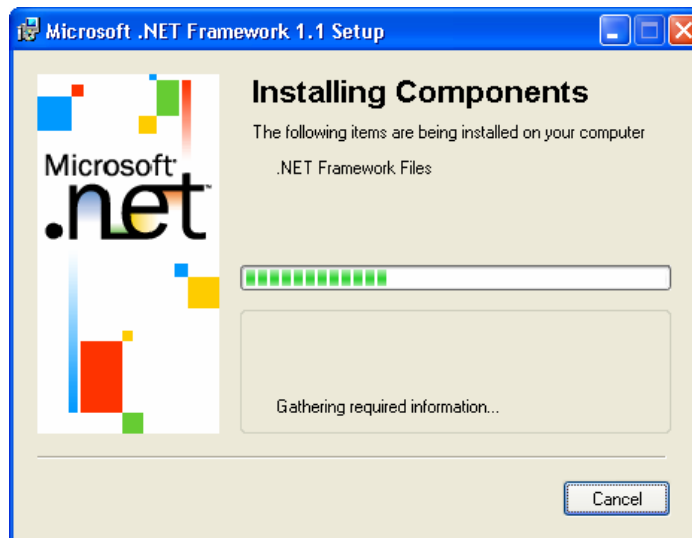 Microsoft .NET Framework 1.1 Setup
Installing Components
The following items are being installed on your computer
.NET Framework Files
Microsoft
.net
Gathering required information...
Cancel